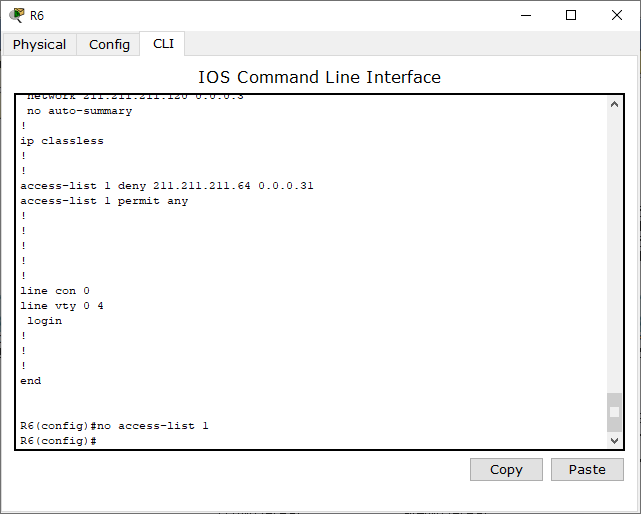 R6
Physical Config CLI
IOS Command Line Interface
network 211.211.211.120 0.0.0.3
no auto-summary
!
ip classless
!
!
access-list 1 deny 211.211.211.64 0.0.0.31
access-list 1 permit any
!
!
!
!
!
line con 0
line vty 0 4
login
!
!
!
end
R6(config)#no access-list 1
R6(config)#
Copy Paste